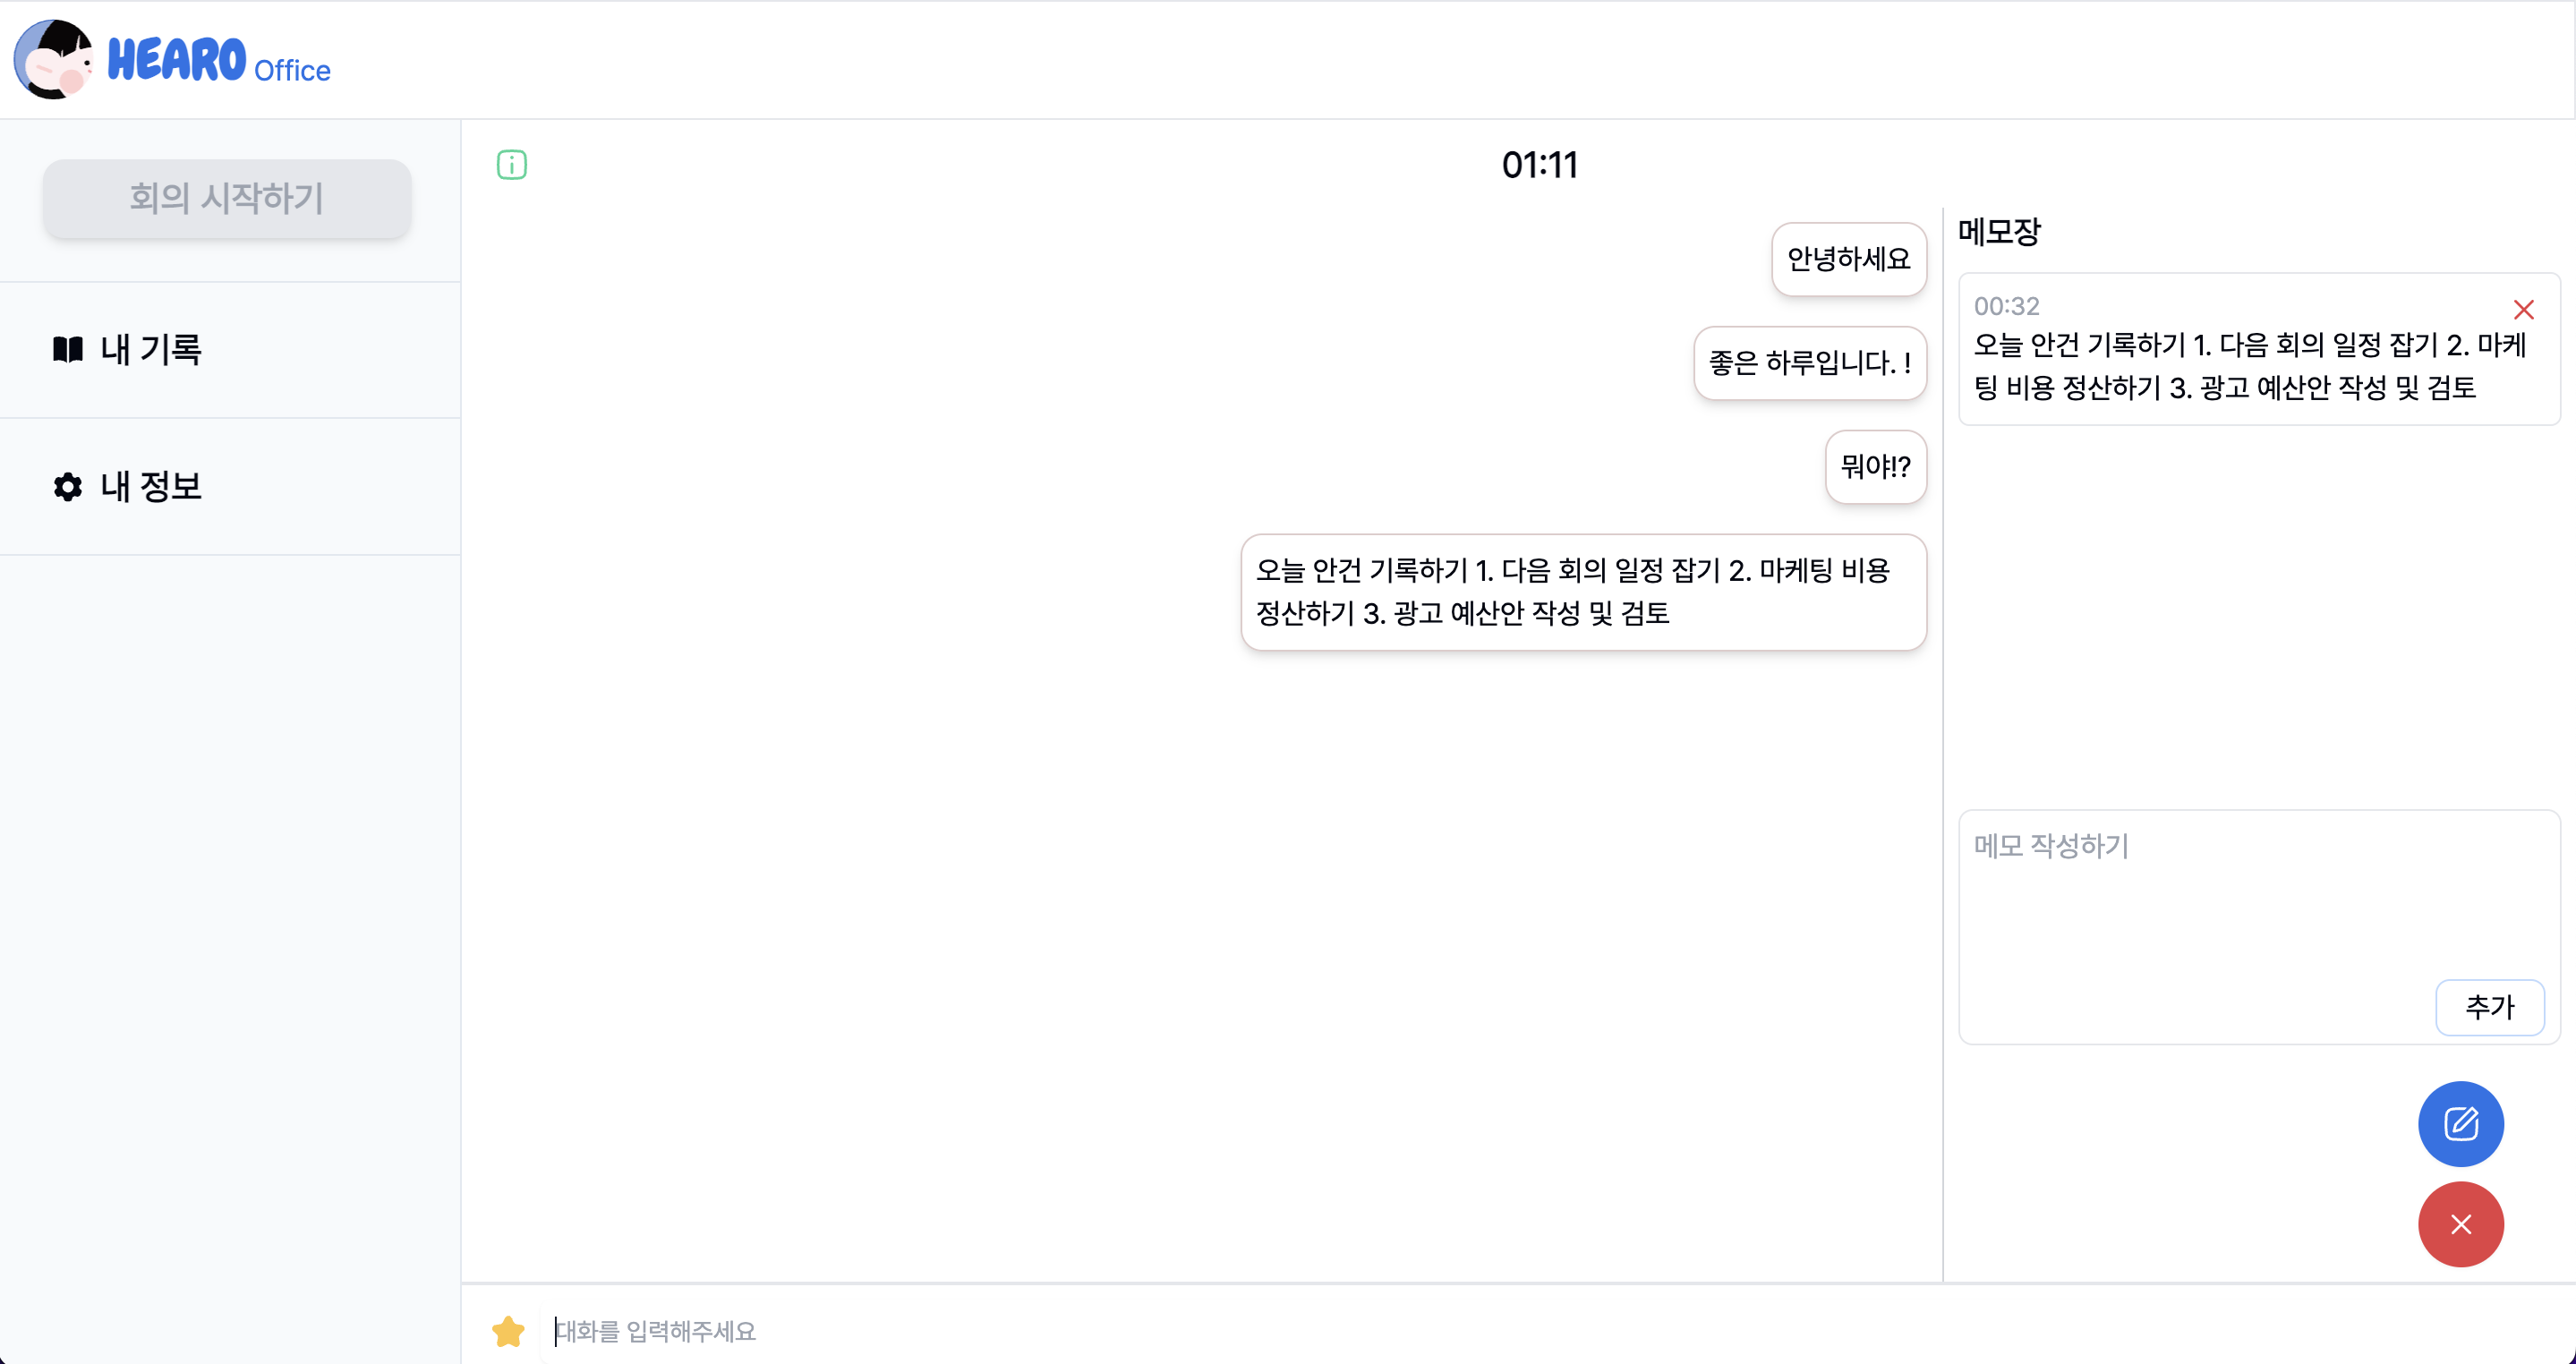 HEARO Office
회의 시작하기
내 기록
내 정보
01:11
안녕하세요
좋은 하루입니다. !
뭐야!?
오늘 안건 기록하기 1. 다음 회의 일정 잡기 2. 마케팅 비용
정산하기 3. 광고 예산안 작성 및 검토
메모장
00:32
오늘 안건 기록하기 1. 다음 회의 일정 잡기 2. 마케
팅 비용 정산하기 3. 광고 예산안 작성 및 검토
메모 작성하기
추가
대화를 입력해주세요